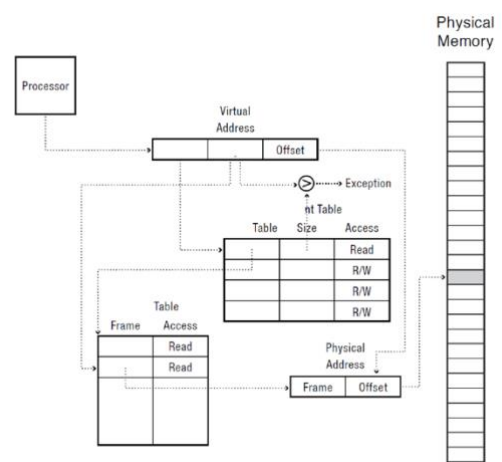 Physical
Memory
Processor
Virtual
Address
Offset
Exception
nt Table
Table Size Access
Read
R/W
R/W
R/W
Table
Frame Access
Read
Read
Physical
Address
Frame Offset